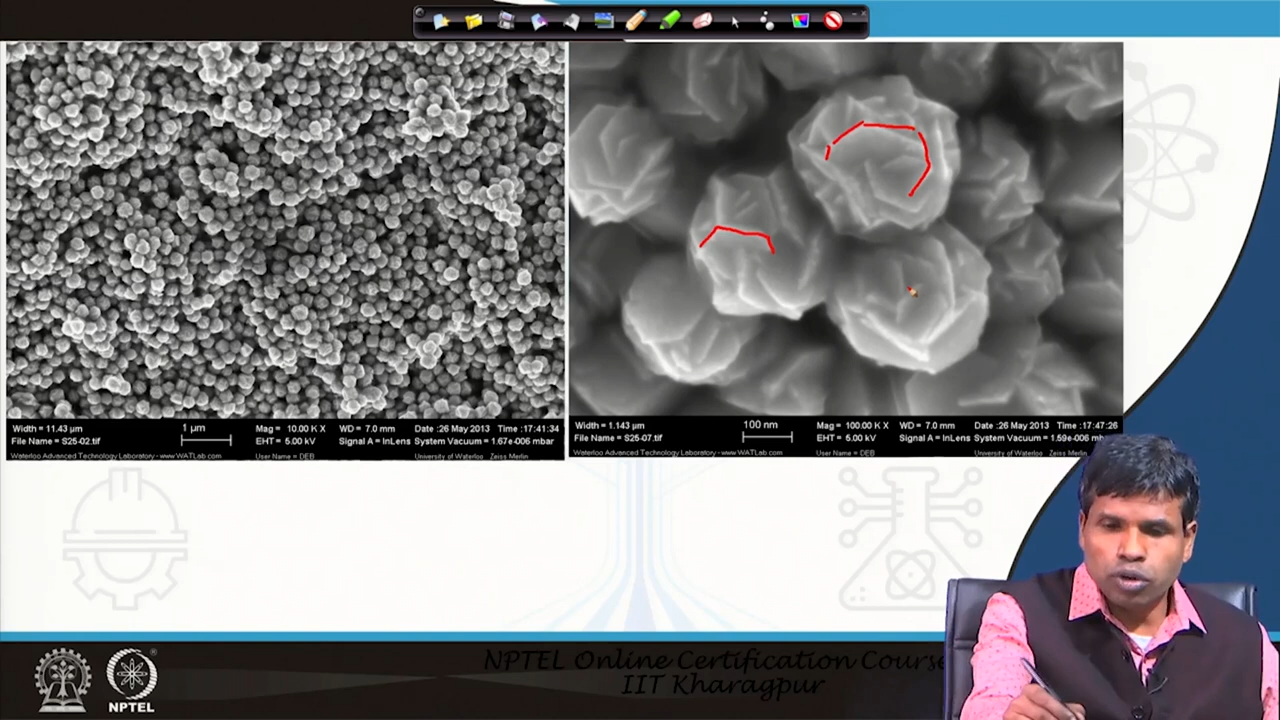 Width = 11.43 µm
File Name = S25-02.tif
1 µm
Mag = 10.00 K X
EHT = 5.00 kV
WD = 7.0 mm
Signal A = InLens
Date :26 May 2013
Time :17:41:34
System Vacuum = 1.67e-006 mbar
Waterloo Advanced Technology Laboratory - www.WATLab.com
User Name = DEB
University of Waterloo Zeiss Merlin
Width = 1.143 µm
File Name = S25-07.tif
100 nm
Mag = 100.00 K X
EHT = 5.00 kV
WD = 7.0 mm
Signal A = InLens
Date :26 May 2013
Time :17:47:26
System Vacuum = 1.59e-006 mb
Waterloo Advanced Technology Laboratory - www.WATLab.com
User Name = DEB
University of Waterloo Zeiss Merlin
NPTEL
NPTEL Online Certification Course
IIT Kharagpur